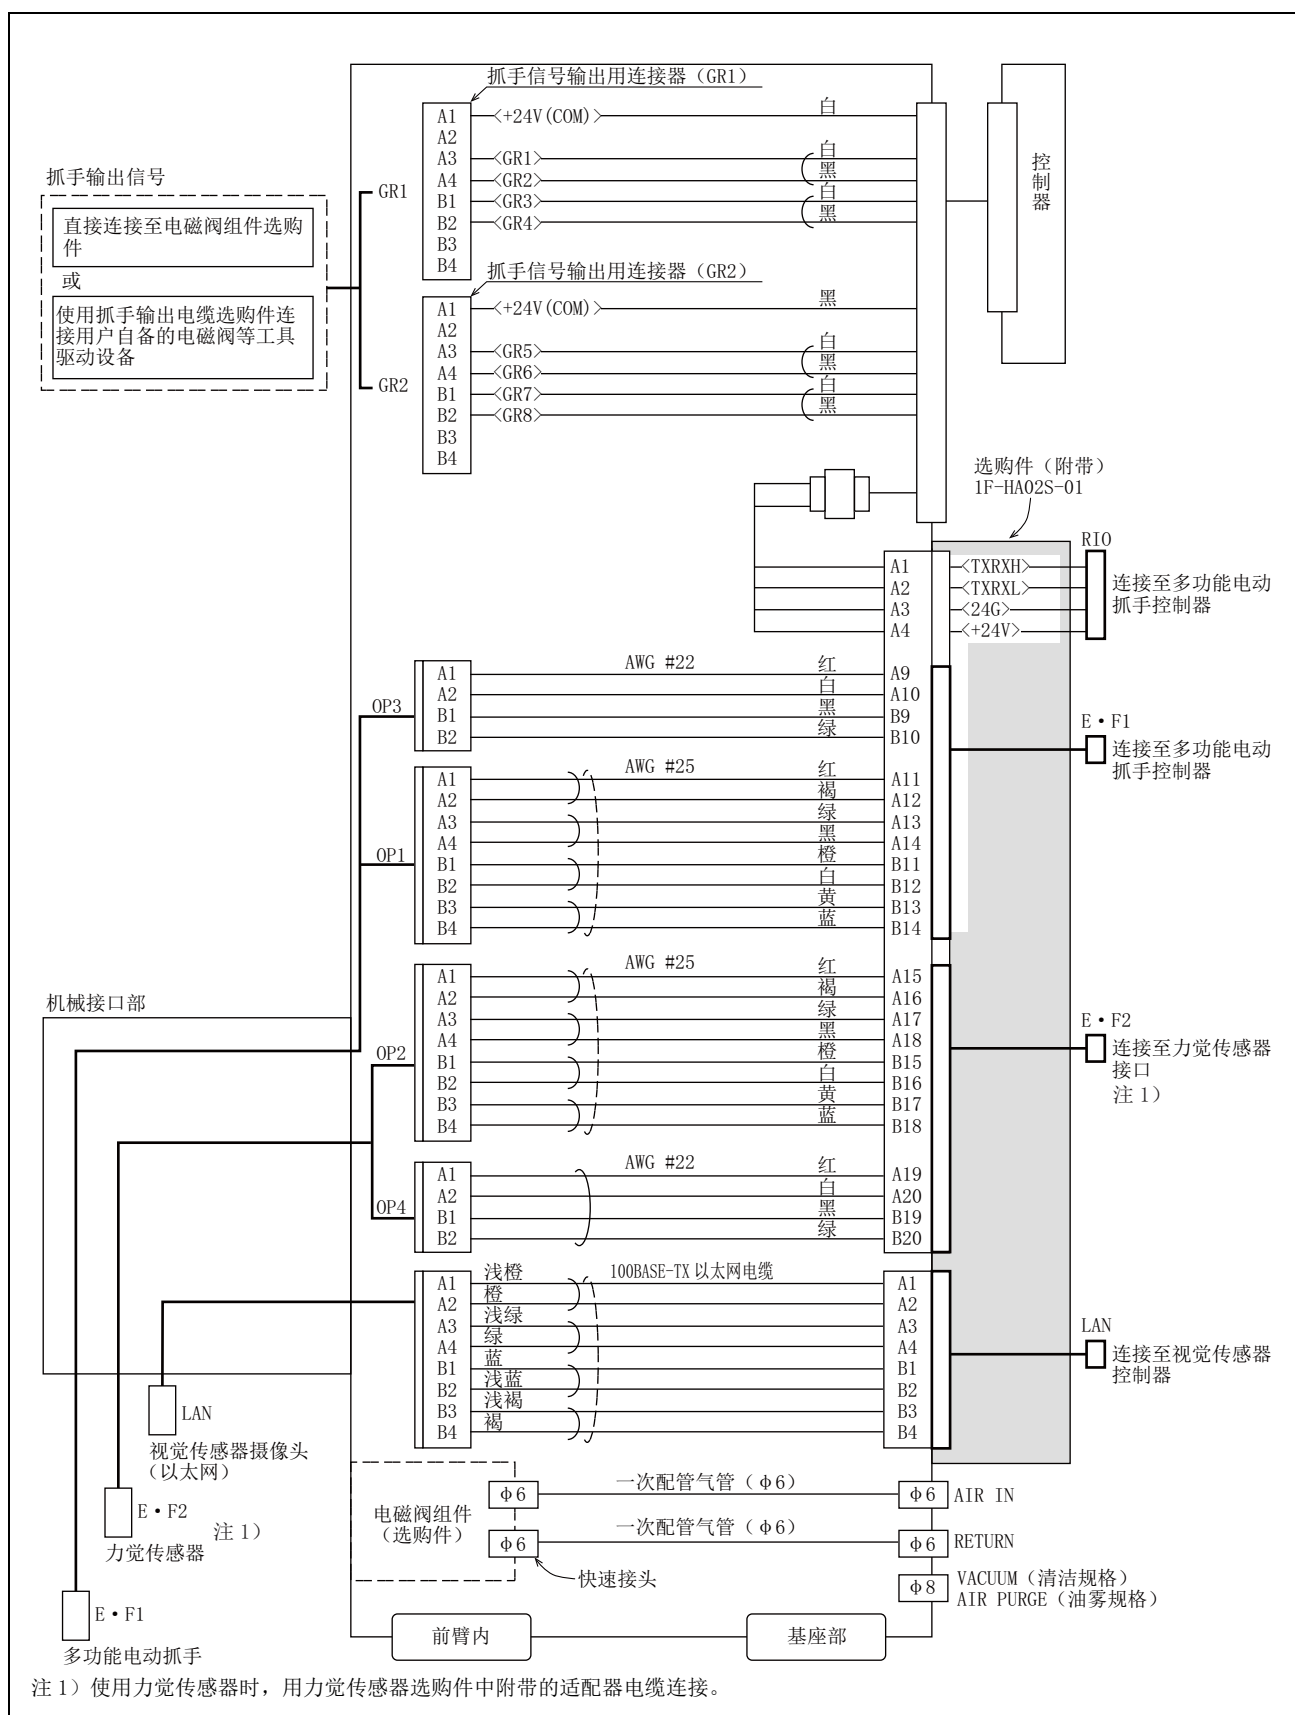 抓手信号输出用连接器（GR1）
A1 <+24V(COM)> 白
A2
A3 <GR1> 白
A4 <GR2> 黑
B1 <GR3> 白
B2 <GR4> 黑
B3
B4
控制器
抓手输出信号
直接连接至电磁阀组件选购
件
或
使用抓手输出电缆选购件连
接用户自备的电磁阀等工具
驱动设备
GR1
GR2
抓手信号输出用连接器（GR2）
A1 <+24V(COM)> 黑
A2
A3 <GR5> 白
A4 <GR6> 黑
B1 <GR7> 白
B2 <GR8> 黑
B3
B4
选购件（附带）
1F-HA02S-01
RIO
A1 <TXRXH>
A2 <TXRXL>
A3 <24G>
A4 <+24V>
连接至多功能电动
抓手控制器
OP3
AWG #22
A1 红 A9
A2 白 A10
B1 黑 B9
B2 绿 B10
E・F1
连接至多功能电动
抓手控制器
OP1
AWG #25
A1 红 A11
A2 褐 A12
A3 绿 A13
A4 黑 A14
B1 橙 B11
B2 白 B12
B3 黄 B13
B4 蓝 B14
机械接口部
OP2
AWG #25
A1 红 A15
A2 褐 A16
A3 绿 A17
A4 黑 A18
B1 橙 B15
B2 白 B16
B3 黄 B17
B4 蓝 B18
E・F2
连接至力觉传感器
接口
注 1）
OP4
AWG #22
A1 红 A19
A2 白 A20
B1 黑 B19
B2 绿 B20
100BASE-TX 以太网电缆
A1 浅橙 A1
A2 橙 A2
A3 浅绿 A3
A4 绿 A4
B1 蓝 B1
B2 浅蓝 B2
B3 浅褐 B3
B4 褐 B4
LAN
连接至视觉传感器
控制器
LAN
视觉传感器摄像头
（以太网）
E・F2 注 1）
力觉传感器
E・F1
多功能电动抓手
电磁阀组件
（选购件）
φ6 一次配管气管（φ6） φ6 AIR IN
φ6 一次配管气管（φ6） φ6 RETURN
快速接头
φ8 VACUUM（清洁规格）
AIR PURGE（油雾规格）
前臂内
基座部
注 1）使用力觉传感器时，用力觉传感器选购件中附带的适配器电缆连接。